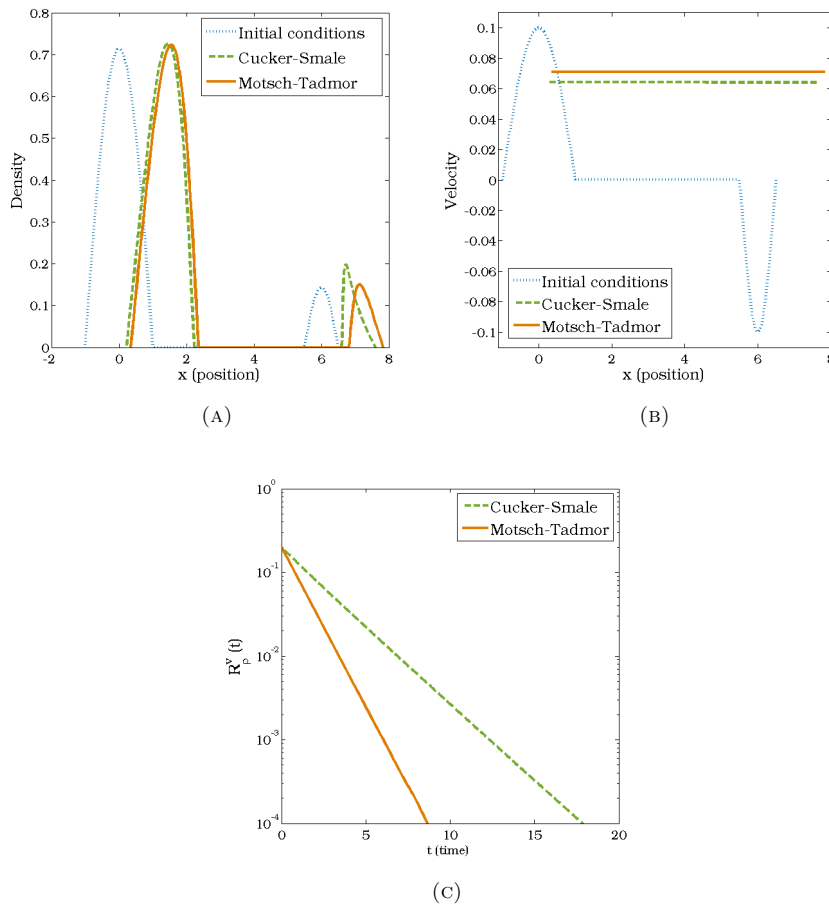 0.8
0.7
0.6
0.5
0.4
0.3
0.2
0.1
0
Density
-2
0
2
4
6
8
x (position)
Initial conditions
Cucker-Smale
Motsch-Tadmor
(A)
0.1
0.08
0.06
0.04
0.02
0
-0.02
-0.04
-0.06
-0.08
-0.1
Velocity
0
2
4
6
8
x (position)
Initial conditions
Cucker-Smale
Motsch-Tadmor
(B)
10^0
10^-1
10^-2
10^-3
10^-4
R_ρ^v (t)
0
5
10
15
20
t (time)
Cucker-Smale
Motsch-Tadmor
(C)